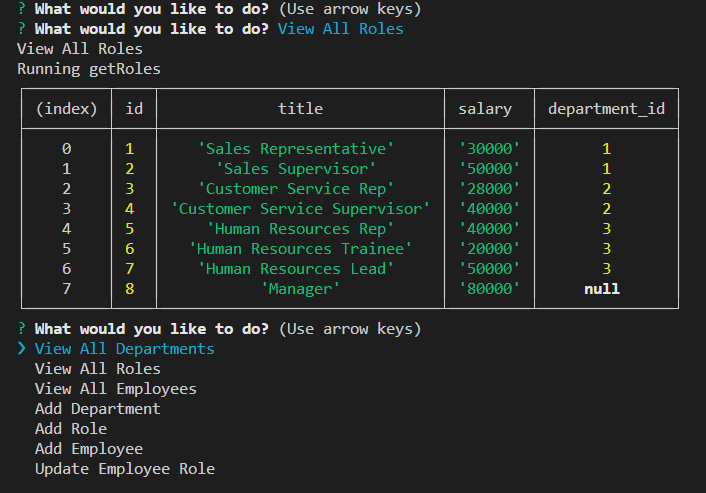 ? What would you like to do? (Use arrow keys)
? What would you like to do? View All Roles
View All Roles
Running getRoles
(index) id title salary department_id
0 1 'Sales Representative' '30000' 1
1 2 'Sales Supervisor' '50000' 1
2 3 'Customer Service Rep' '28000' 2
3 4 'Customer Service Supervisor' '40000' 2
4 5 'Human Resources Rep' '40000' 3
5 6 'Human Resources Trainee' '20000' 3
6 7 'Human Resources Lead' '50000' 3
7 8 'Manager' '80000' null
? What would you like to do? (Use arrow keys)
❯ View All Departments
View All Roles
View All Employees
Add Department
Add Role
Add Employee
Update Employee Role